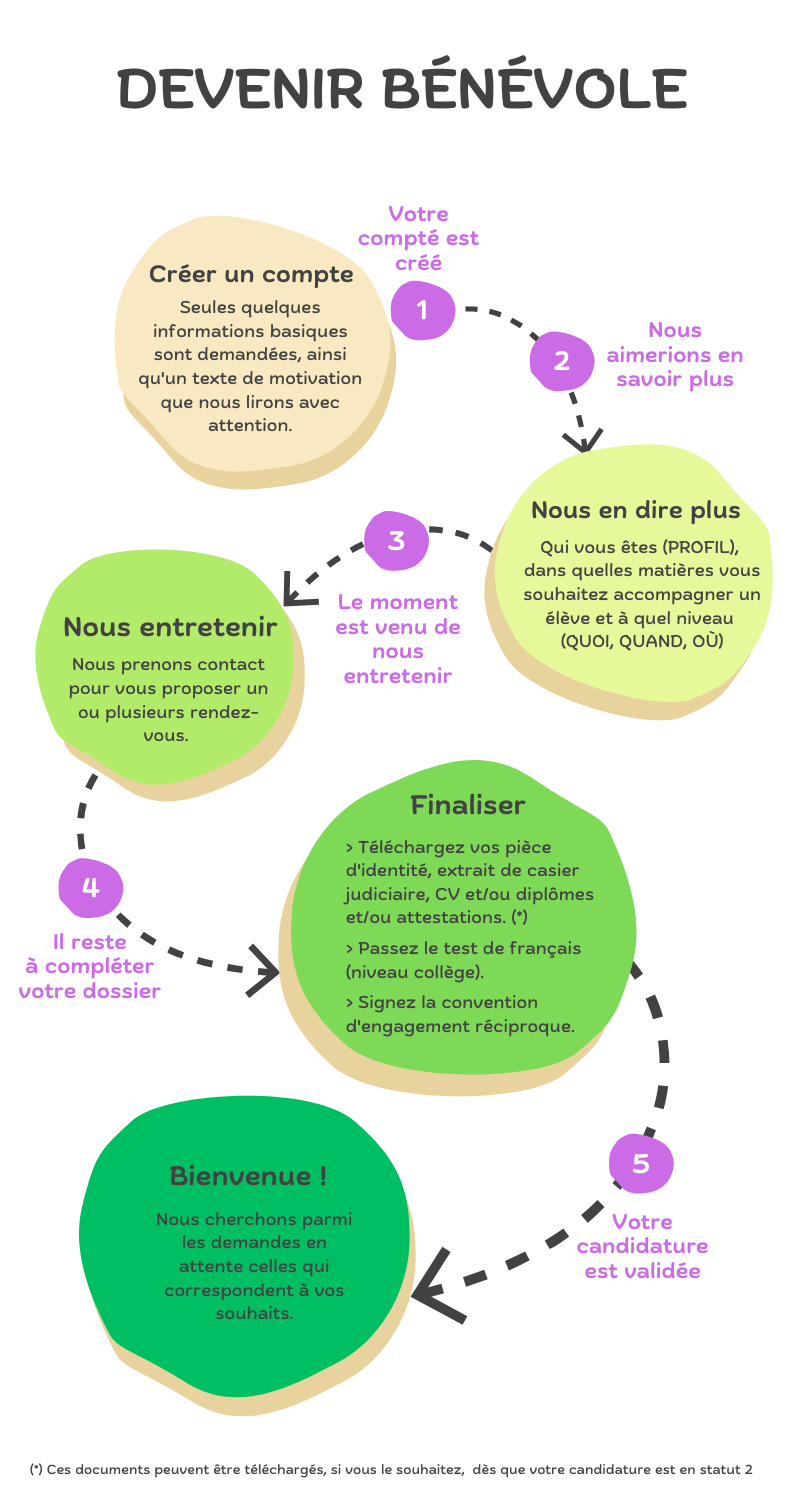 DEVENIR BÉNÉVOLE
Votre
compté est
créé
Créer un compte
Seules quelques
informations basiques
sont demandées, ainsi
qu'un texte de motivation
que nous lirons avec
attention.
1
2
Nous
aimerions en
savoir plus
Nous en dire plus
Qui vous êtes (PROFIL),
dans quelles matières vous
souhaitez accompagner un
élève et à quel niveau
(QUOI, QUAND, OÙ)
3
Le moment
est venu de
nous
entretenir
Nous entretenir
Nous prenons contact
pour vous proposer un
ou plusieurs rendez-
vous.
4
Il reste
à compléter
votre dossier
Finaliser
> Téléchargez vos pièce
d'identité, extrait de casier
judiciaire, CV et/ou diplômes
et/ou attestations. (*)
> Passez le test de français
(niveau collège).
> Signez la convention
d'engagement réciproque.
5
Votre
candidature
est validée
Bienvenue !
Nous cherchons parmi
les demandes en
attente celles qui
correspondent à vos
souhaits.
(*) Ces documents peuvent être téléchargés, si vous le souhaitez, dès que votre candidature est en statut 2